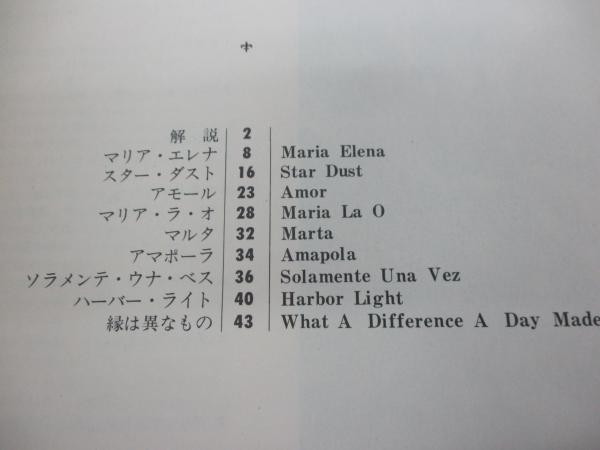 解説 2
マリア・エレナ 8 Maria Elena
スター・ダスト 16 Star Dust
アモール 23 Amor
マリア・ラ・オ 28 Maria La O
マルタ 32 Marta
アマポーラ 34 Amapola
ソラメンテ・ウナ・ベス 36 Solamente Una Vez
ハーバー・ライト 40 Harbor Light
縁は異なもの 43 What A Difference A Day Made